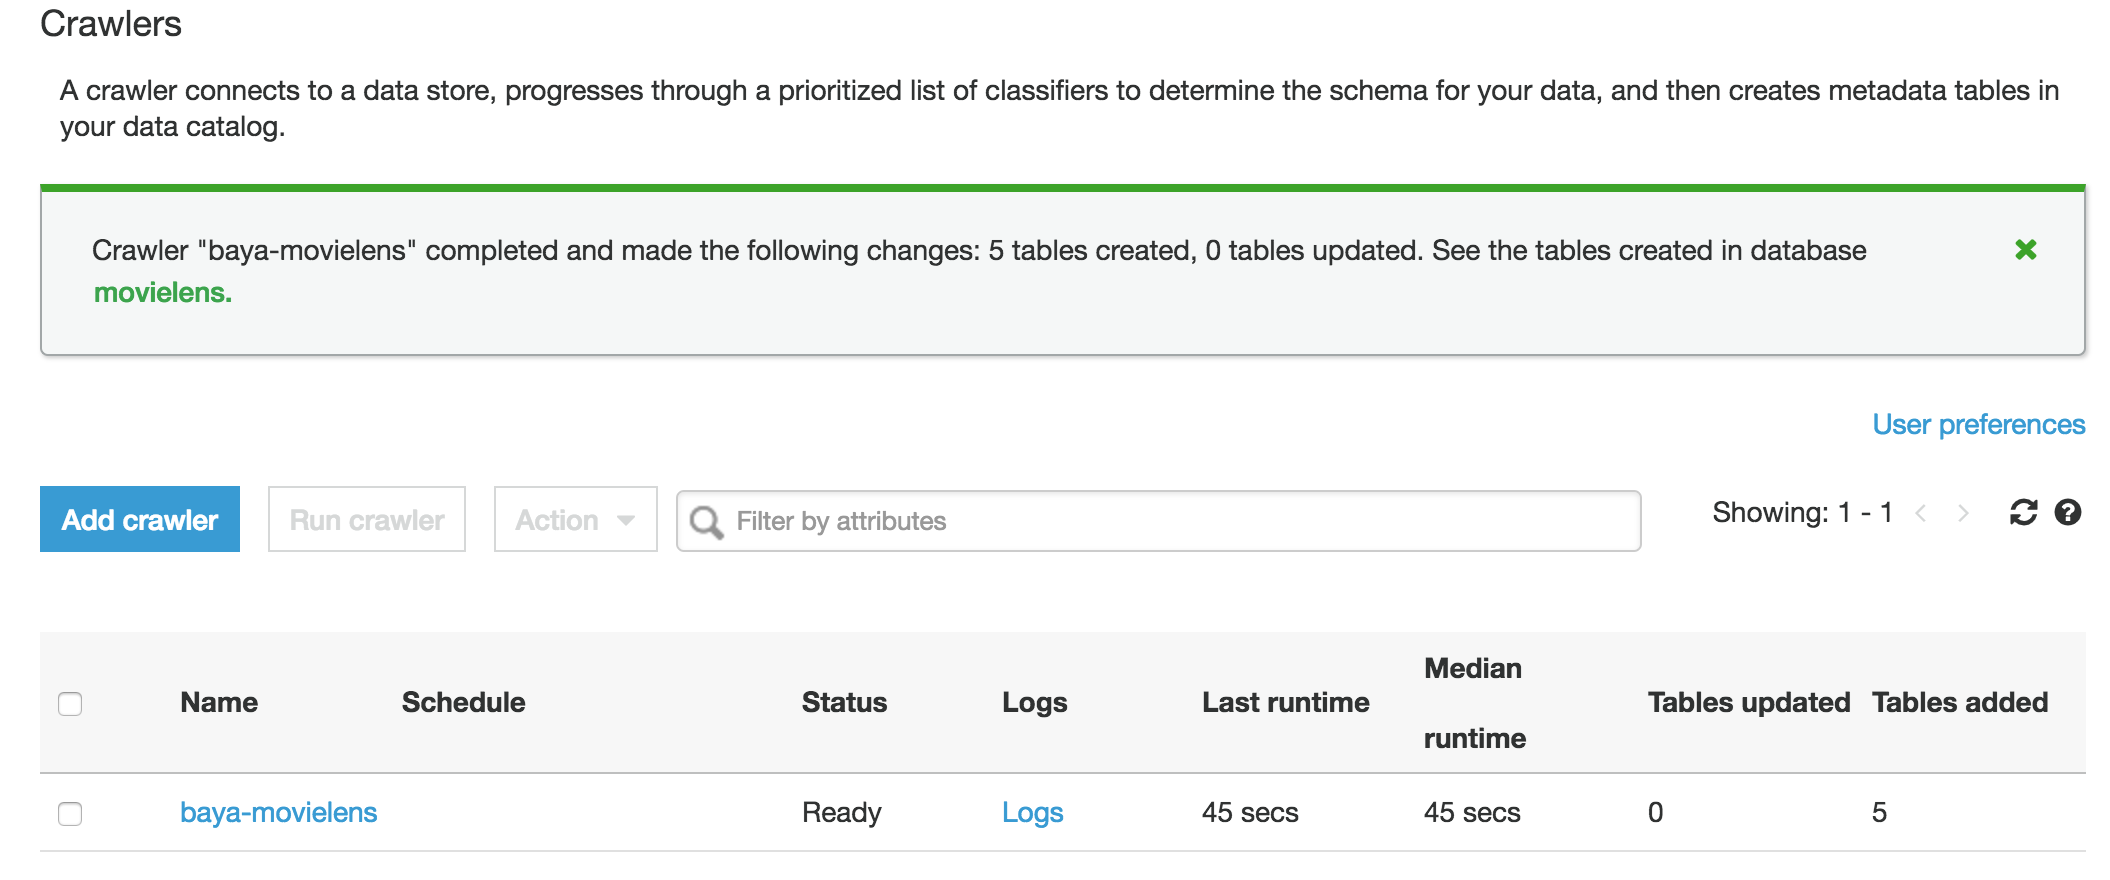 Crawlers
A crawler connects to a data store, progresses through a prioritized list of classifiers to determine the schema for your data, and then creates metadata tables in
your data catalog.
Crawler "baya-movielens" completed and made the following changes: 5 tables created, 0 tables updated. See the tables created in database
movielens.
User preferences
Add crawler Run crawler Action Filter by attributes Showing: 1 - 1
Name Schedule Status Logs Last runtime Median runtime Tables updated Tables added
baya-movielens Ready Logs 45 secs 45 secs 0 5